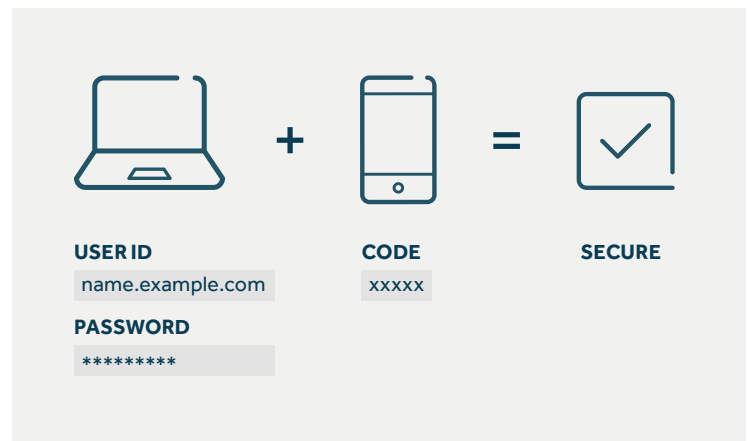 +
=
USER ID
name.example.com
PASSWORD
*********
CODE
xxxxx
SECURE